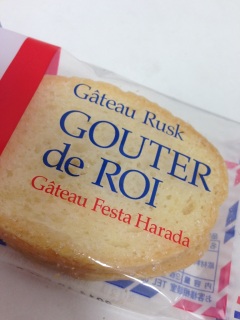 Gâteau Rusk
GOUTER
de ROI
Gâteau Festa Harada